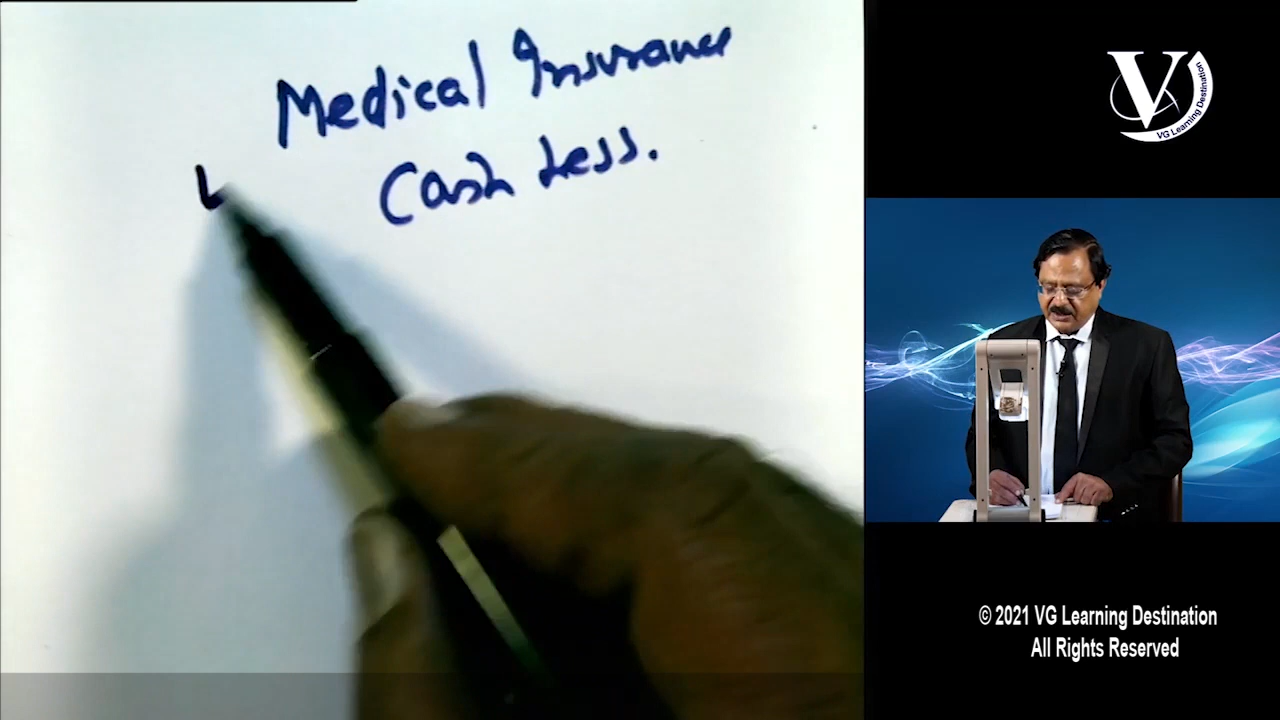 Medical Insurance
Cash Less.
V
VG Learning Destination
© 2021 VG Learning Destination
All Rights Reserved